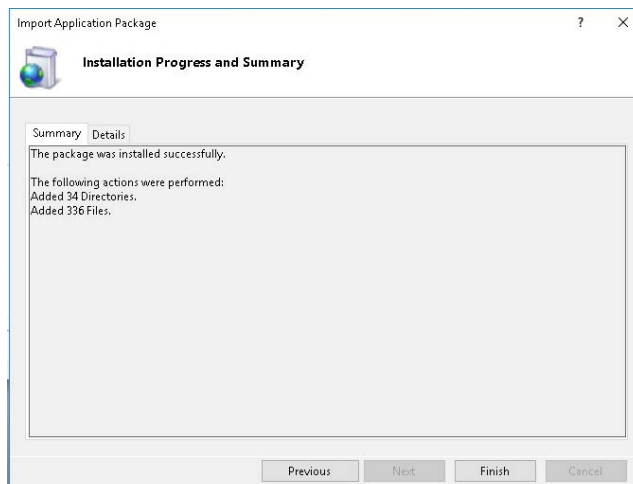 Import Application Package
?
X
Installation Progress and Summary
Summary
Details
The package was installed successfully.
The following actions were performed:
Added 34 Directories.
Added 336 Files.
Previous
Next
Finish
Cancel